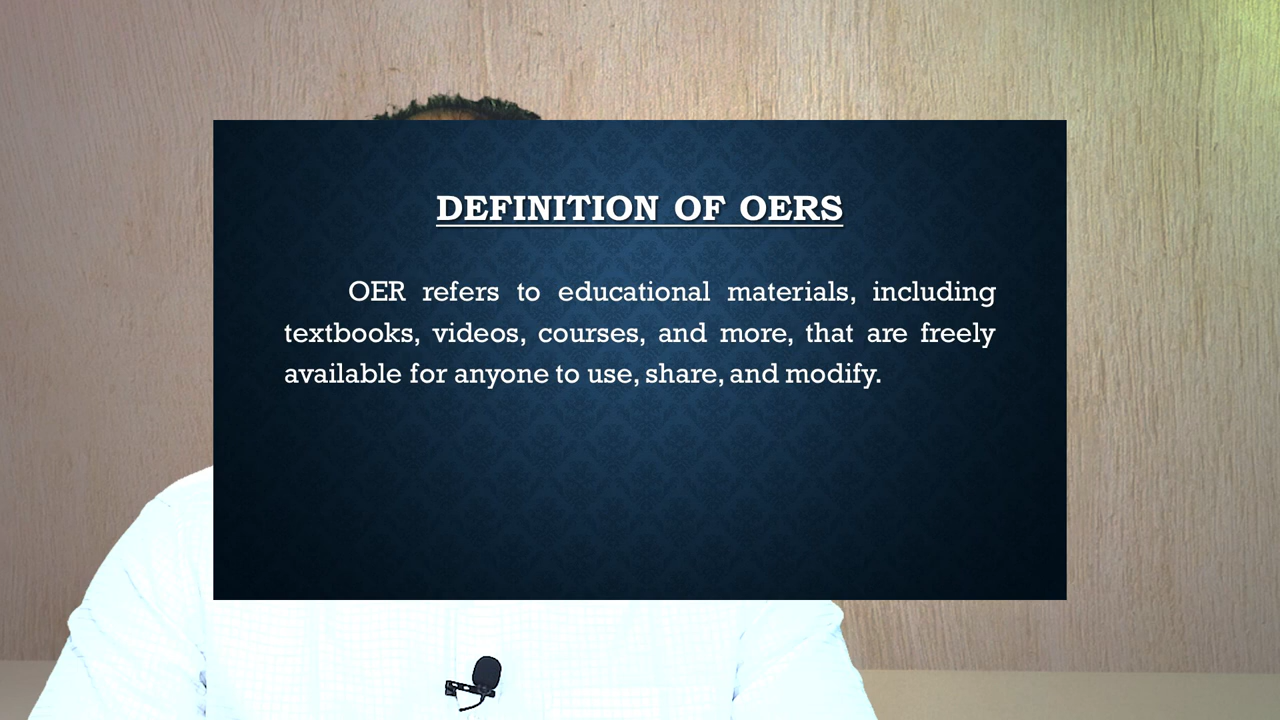 DEFINITION OF OERS
OER refers to educational materials, including
textbooks, videos, courses, and more, that are freely
available for anyone to use, share, and modify.